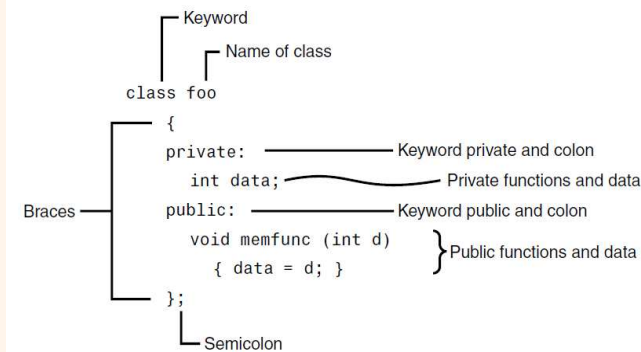 Keyword
Name of class
class foo
{
private: Keyword private and colon
int data; Private functions and data
Braces public: Keyword public and colon
void memfunc (int d)
{ data = d; } Public functions and data
};
Semicolon